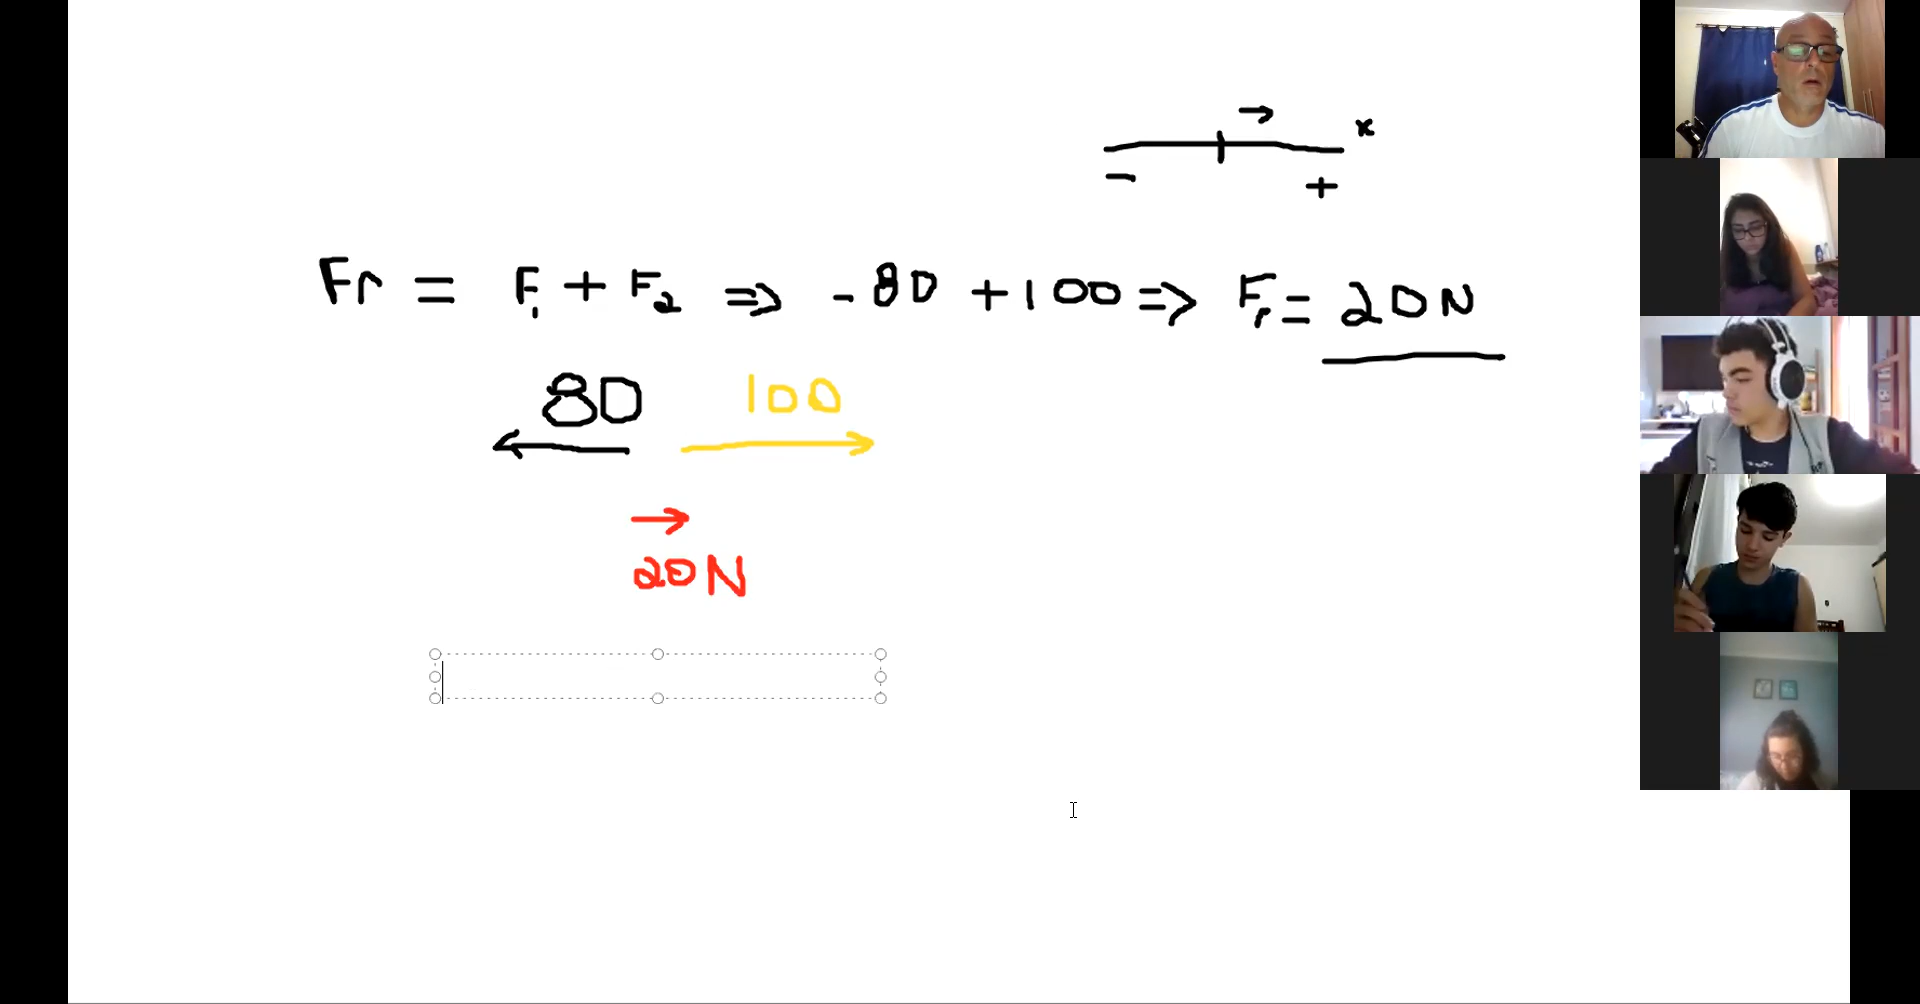 x
- +
Fr = F1 + F2 => -80 +100 => Fr = 20N
80 100
20N